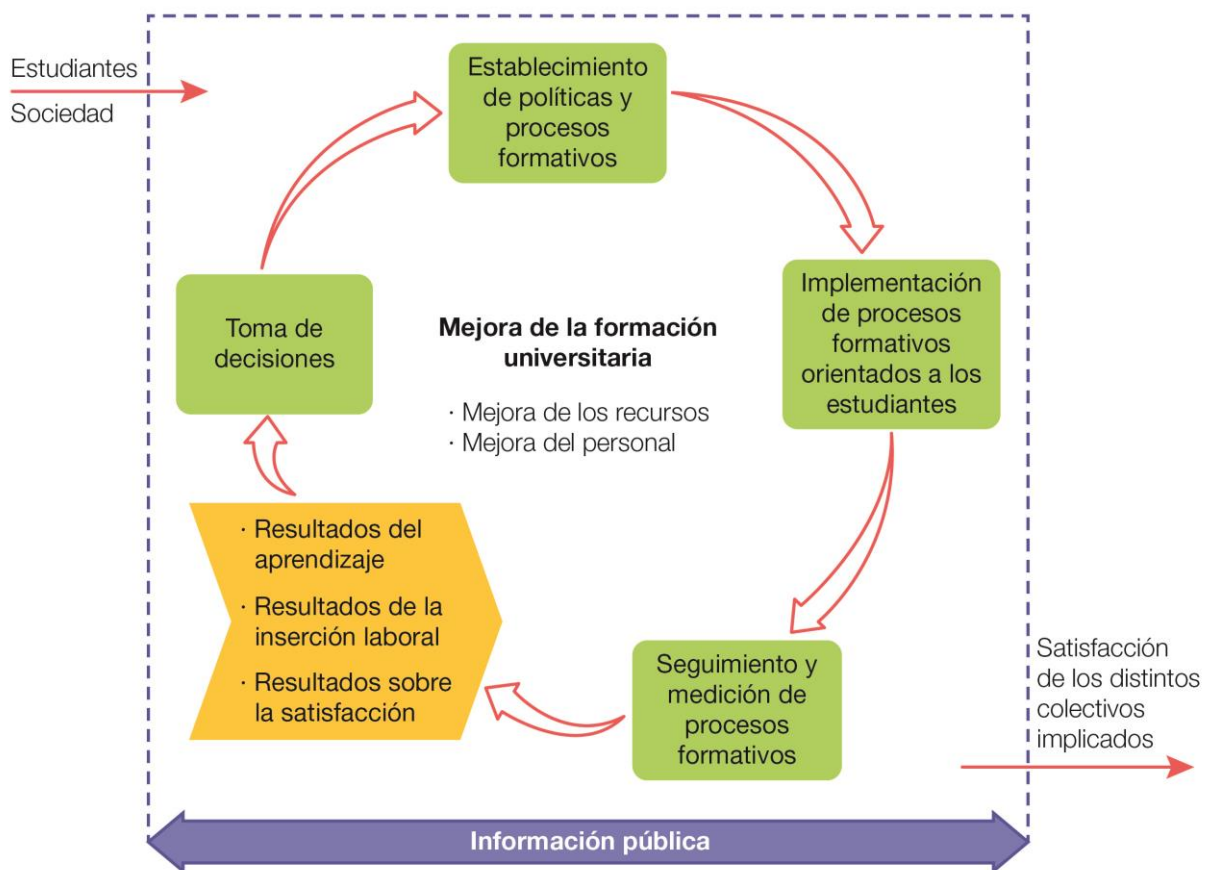 Estudiantes
Sociedad
Establecimiento
de políticas y
procesos
formativos
Implementación
de procesos
formativos
orientados a los
estudiantes
Toma de
decisiones
Mejora de la formación
universitaria
· Mejora de los recursos
· Mejora del personal
· Resultados del
aprendizaje
· Resultados de la
inserción laboral
· Resultados sobre
la satisfacción
Seguimiento y
medición de
procesos
formativos
Satisfacción
de los distintos
colectivos
implicados
Información pública